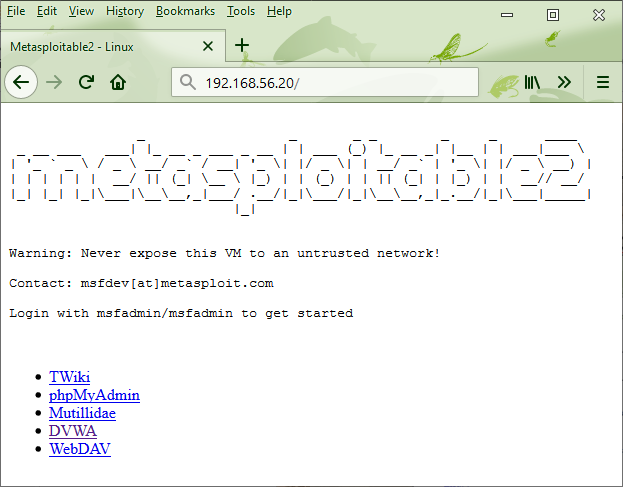 File Edit View History Bookmarks Tools Help
Metasploitable2 - Linux
192.168.56.20/
metasploitable2
Warning: Never expose this VM to an untrusted network!
Contact: msfdev[at]metasploit.com
Login with msfadmin/msfadmin to get started
TWiki
phpMyAdmin
Mutillidae
DVWA
WebDAV